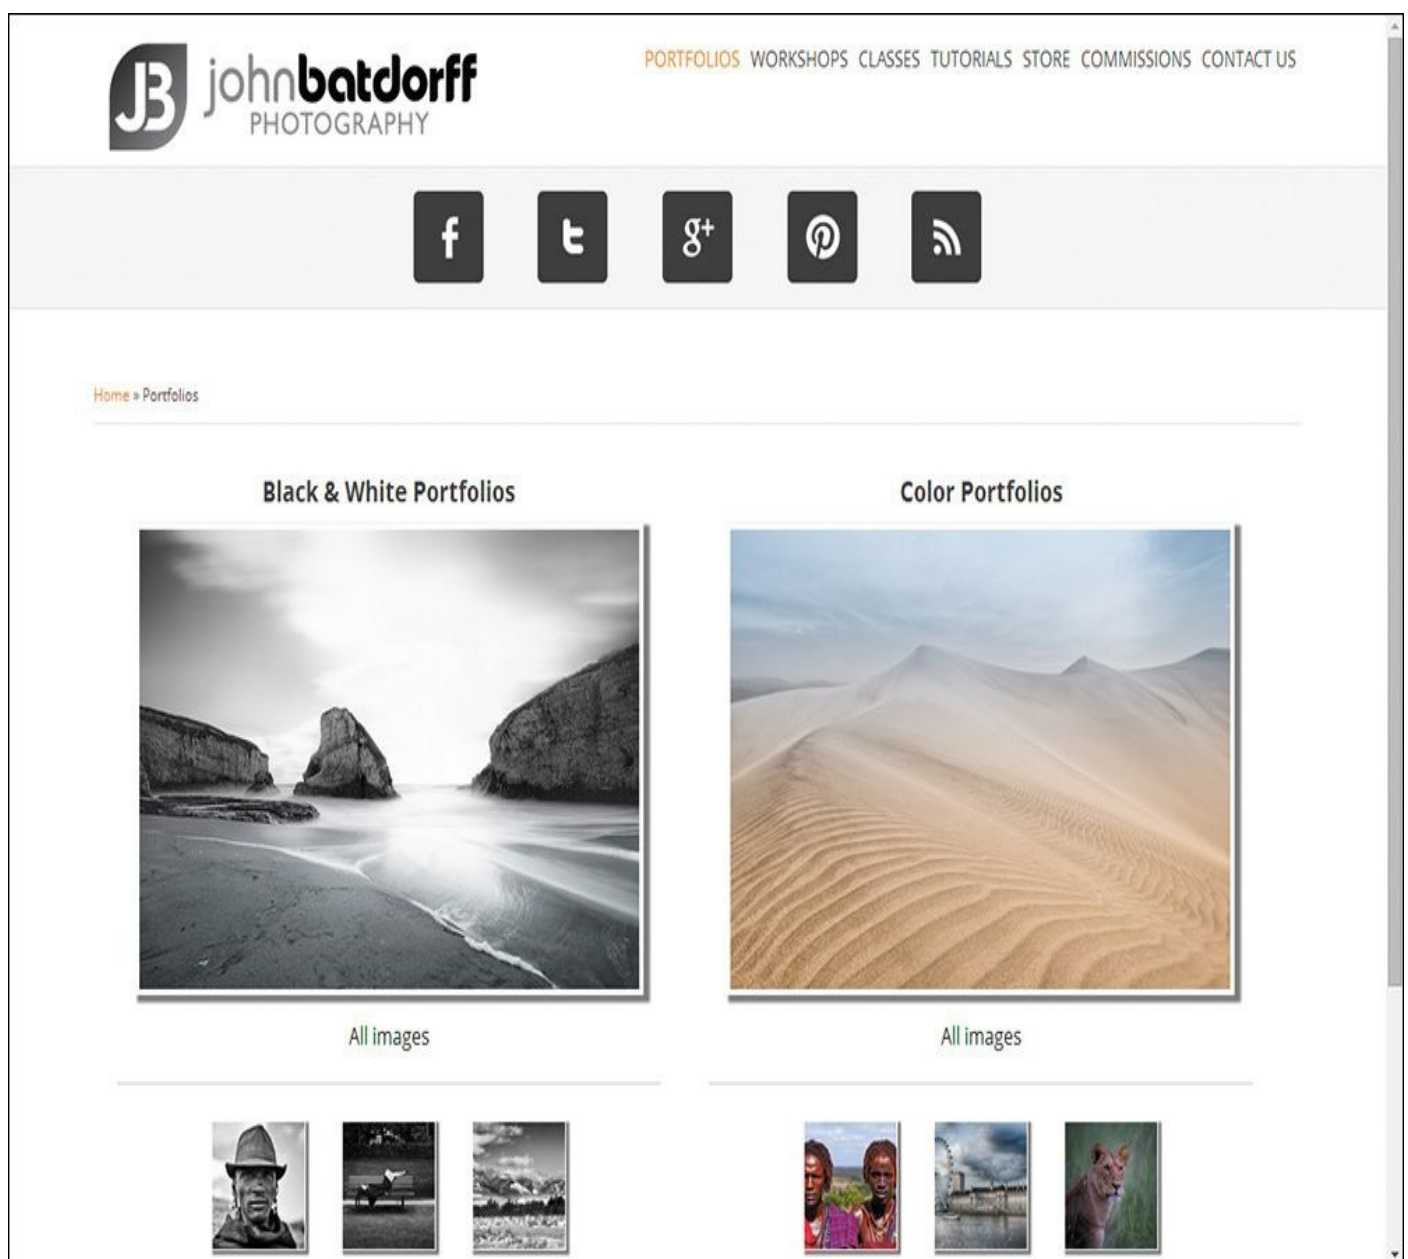 JB johnbatdorff
PHOTOGRAPHY
PORTFOLIOS WORKSHOPS CLASSES TUTORIALS STORE COMMISSIONS CONTACT US
f t g+
Home » Portfolios
Black & White Portfolios
Color Portfolios
All images
All images